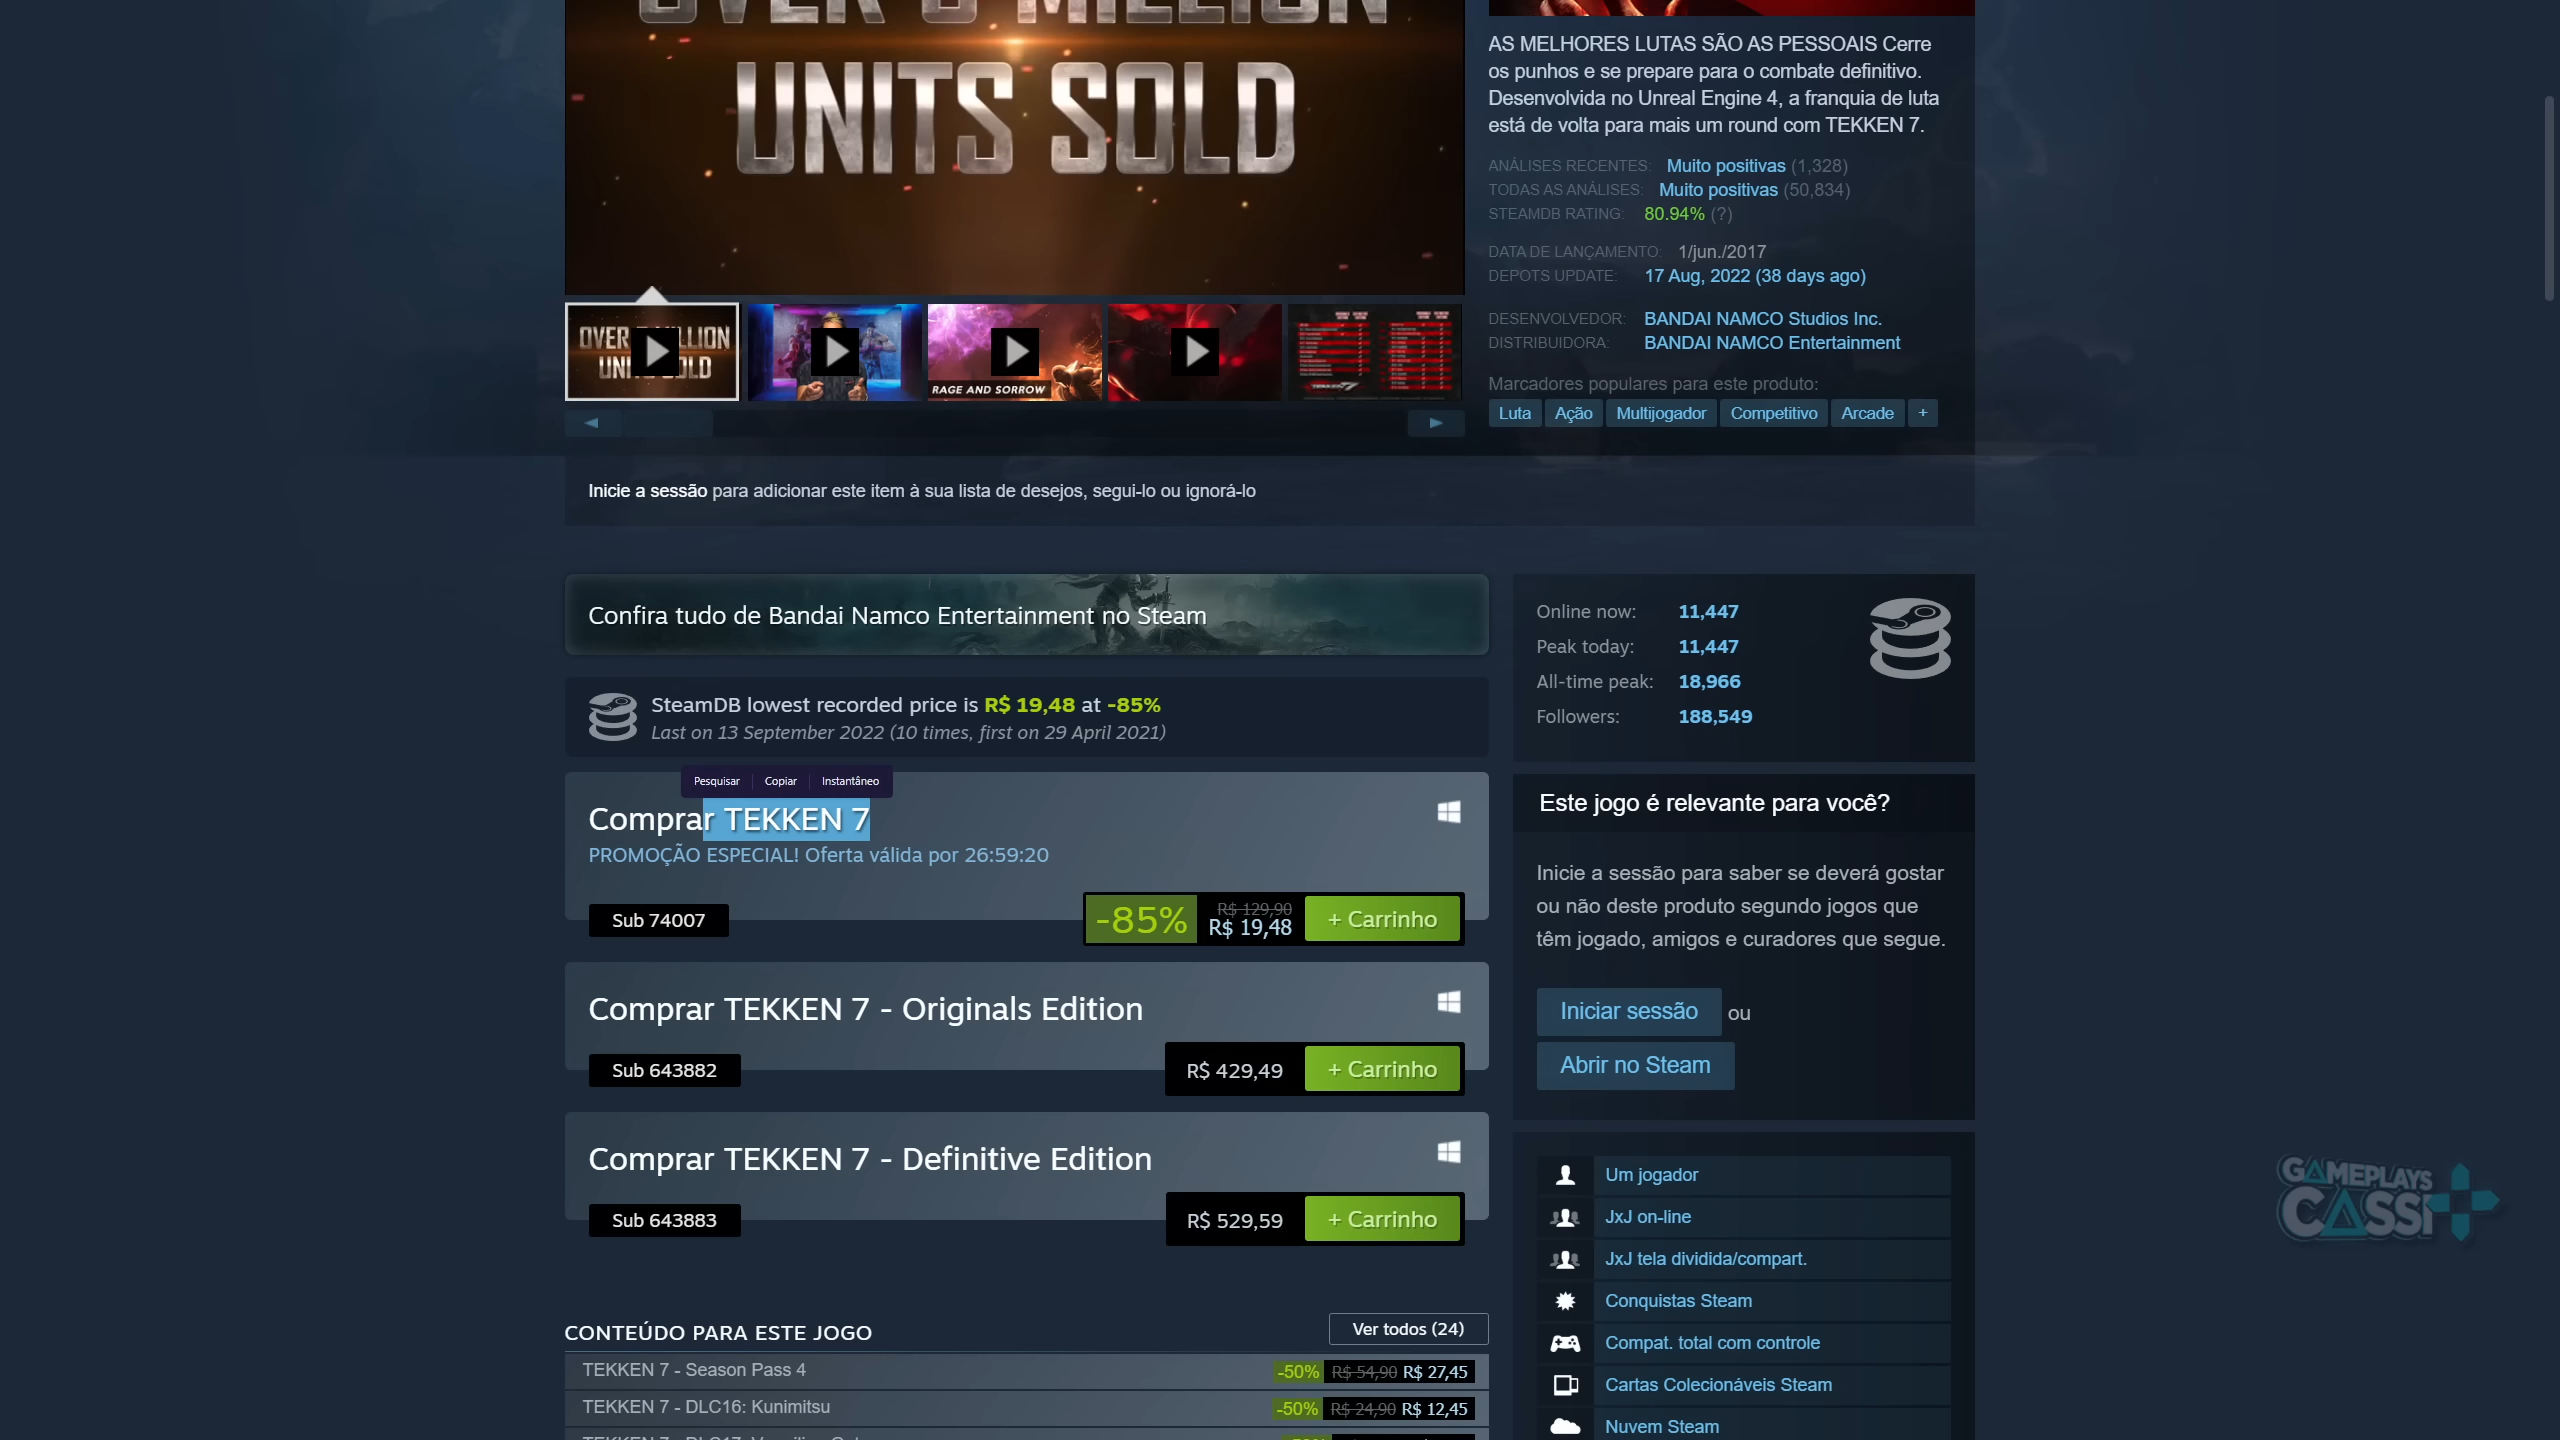 UNITS SOLD
AS MELHORES LUTAS SÃO AS PESSOAIS Cerre
os punhos e se prepare para o combate definitivo.
Desenvolvida no Unreal Engine 4, a franquia de luta
está de volta para mais um round com TEKKEN 7.
ANÁLISES RECENTES: Muito positivas (1,328)
TODAS AS ANÁLISES: Muito positivas (50,834)
STEAMDB RATING: 80.94% (?)
DATA DE LANÇAMENTO: 1/jun./2017
DEPOTS UPDATE: 17 Aug, 2022 (38 days ago)
DESENVOLVEDOR: BANDAI NAMCO Studios Inc.
DISTRIBUIDORA: BANDAI NAMCO Entertainment
Marcadores populares para este produto:
Luta Ação Multijogador Competitivo Arcade +
RAGE AND SORROW
Inicie a sessão para adicionar este item à sua lista de desejos, segui-lo ou ignorá-lo
Confira tudo de Bandai Namco Entertainment no Steam
SteamDB lowest recorded price is R$ 19,48 at -85%
Last on 13 September 2022 (10 times, first on 29 April 2021)
Pesquisar Copiar Instantâneo
Comprar TEKKEN 7
PROMOÇÃO ESPECIAL! Oferta válida por 26:59:20
Sub 74007
-85% R$ 129,90 R$ 19,48 + Carrinho
Comprar TEKKEN 7 - Originals Edition
Sub 643882
R$ 429,49 + Carrinho
Comprar TEKKEN 7 - Definitive Edition
Sub 643883
R$ 529,59 + Carrinho
CONTEÚDO PARA ESTE JOGO
Ver todos (24)
TEKKEN 7 - Season Pass 4 -50% R$ 54,90 R$ 27,45
TEKKEN 7 - DLC16: Kunimitsu -50% R$ 24,90 R$ 12,45
Online now: 11,447
Peak today: 11,447
All-time peak: 18,966
Followers: 188,549
Este jogo é relevante para você?
Inicie a sessão para saber se deverá gostar
ou não deste produto segundo jogos que
têm jogado, amigos e curadores que segue.
Iniciar sessão ou
Abrir no Steam
Um jogador
JxJ on-line
JxJ tela dividida/compart.
Conquistas Steam
Compat. total com controle
Cartas Colecionáveis Steam
Nuvem Steam
GAMEPLAYS
CASSI